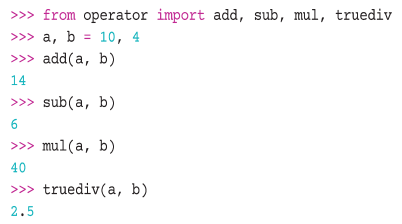 >>> from operator import add, sub, mul, truediv
>>> a, b = 10, 4
>>> add(a, b)
14
>>> sub(a, b)
6
>>> mul(a, b)
40
>>> truediv(a, b)
2.5